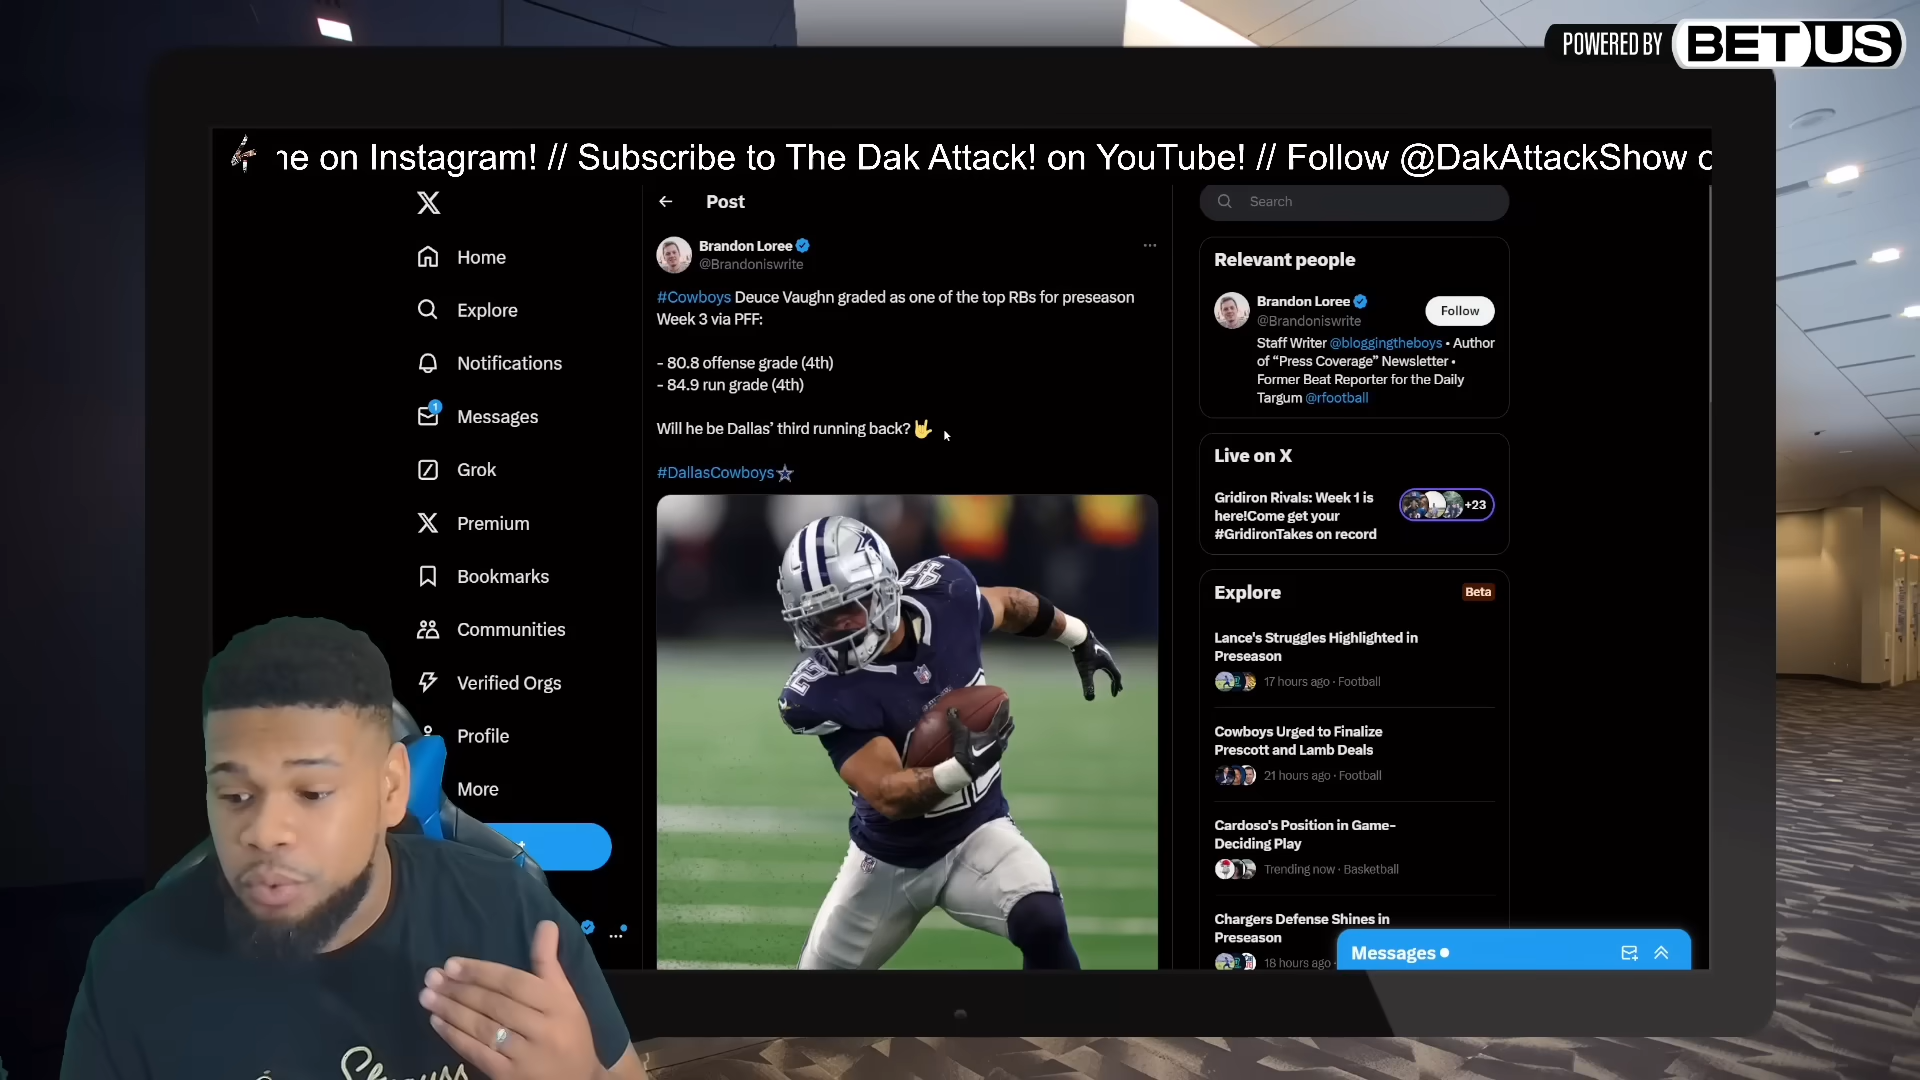 POWERED BY BETUS
ne on Instagram! // Subscribe to The Dak Attack! on YouTube! // Follow @DakAttackShow
Post
Search
Brandon Loree
@Brandoniswrite
#Cowboys Deuce Vaughn graded as one of the top RBs for preseason
Week 3 via PFF:
- 80.8 offense grade (4th)
- 84.9 run grade (4th)
Will he be Dallas' third running back?
#DallasCowboys
Home
Explore
Notifications
1
Messages
Grok
Premium
Bookmarks
Communities
Verified Orgs
Profile
More
Relevant people
Brandon Loree
@Brandoniswrite
Follow
Staff Writer @bloggingtheboys • Author
of “Press Coverage” Newsletter •
Former Beat Reporter for the Daily
Targum @rfootball
Live on X
Gridiron Rivals: Week 1 is
here!Come get your
#GridironTakes on record
+23
Explore
Beta
Lance's Struggles Highlighted in
Preseason
17 hours ago · Football
Cowboys Urged to Finalize
Prescott and Lamb Deals
21 hours ago · Football
Cardoso's Position in Game-
Deciding Play
Trending now · Basketball
Chargers Defense Shines in
Preseason
18 hours ago
Messages
42